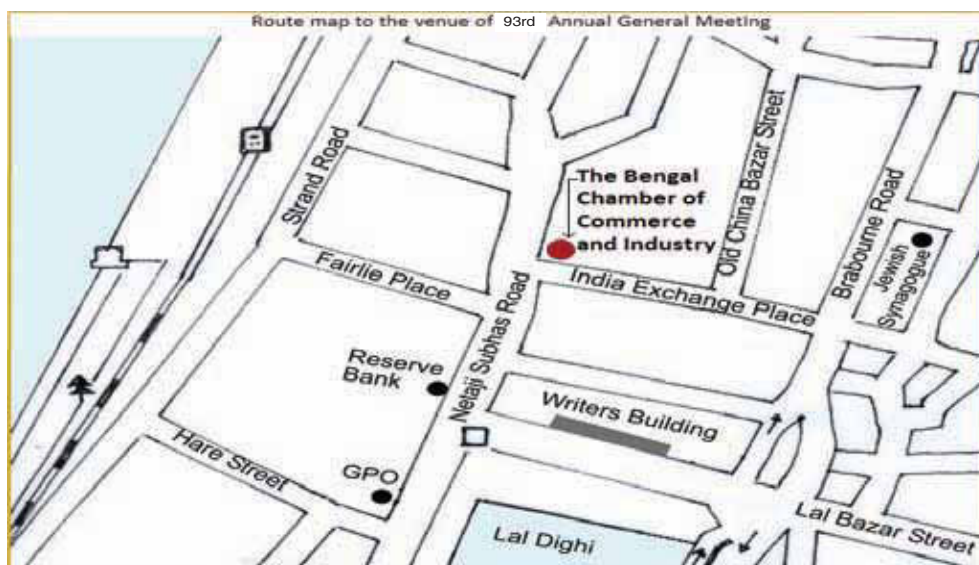 Route map to the venue of 93rd Annual General Meeting
Strand Road
Old China Bazar Street
The Bengal
Chamber of
Commerce
and Industry
Brabourne Road
Jewish
Synagogue
Fairlie Place
India Exchange Place
Netaji Subhas Road
Reserve
Bank
Writers Building
Hare Street
GPO
Lal Dighi
Lal Bazar Street